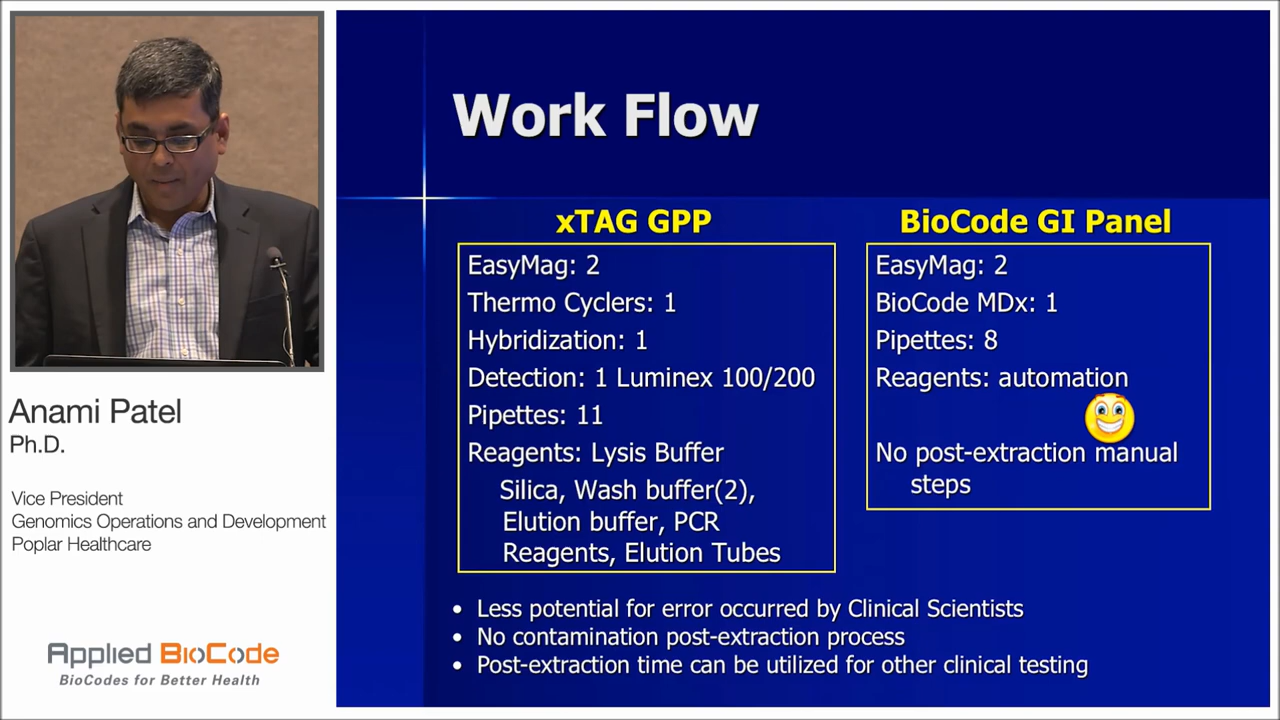 Work Flow
xTAG GPP
EasyMag: 2
Thermo Cyclers: 1
Hybridization: 1
Detection: 1 Luminex 100/200
Pipettes: 11
Reagents: Lysis Buffer
Silica, Wash buffer(2),
Elution buffer, PCR
Reagents, Elution Tubes
BioCode GI Panel
EasyMag: 2
BioCode MDx: 1
Pipettes: 8
Reagents: automation
No post-extraction manual
steps
• Less potential for error occurred by Clinical Scientists
• No contamination post-extraction process
• Post-extraction time can be utilized for other clinical testing
Anami Patel
Ph.D.
Vice President
Genomics Operations and Development
Poplar Healthcare
Applied BioCode
BioCodes for Better Health